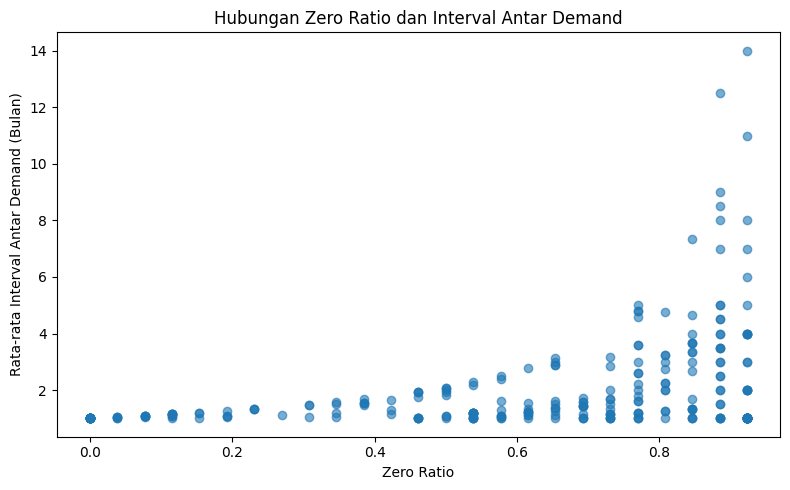 Hubungan Zero Ratio dan Interval Antar Demand
Rata-rata Interval Antar Demand (Bulan)
14
12
10
8
6
4
2
0.0 0.2 0.4 0.6 0.8
Zero Ratio